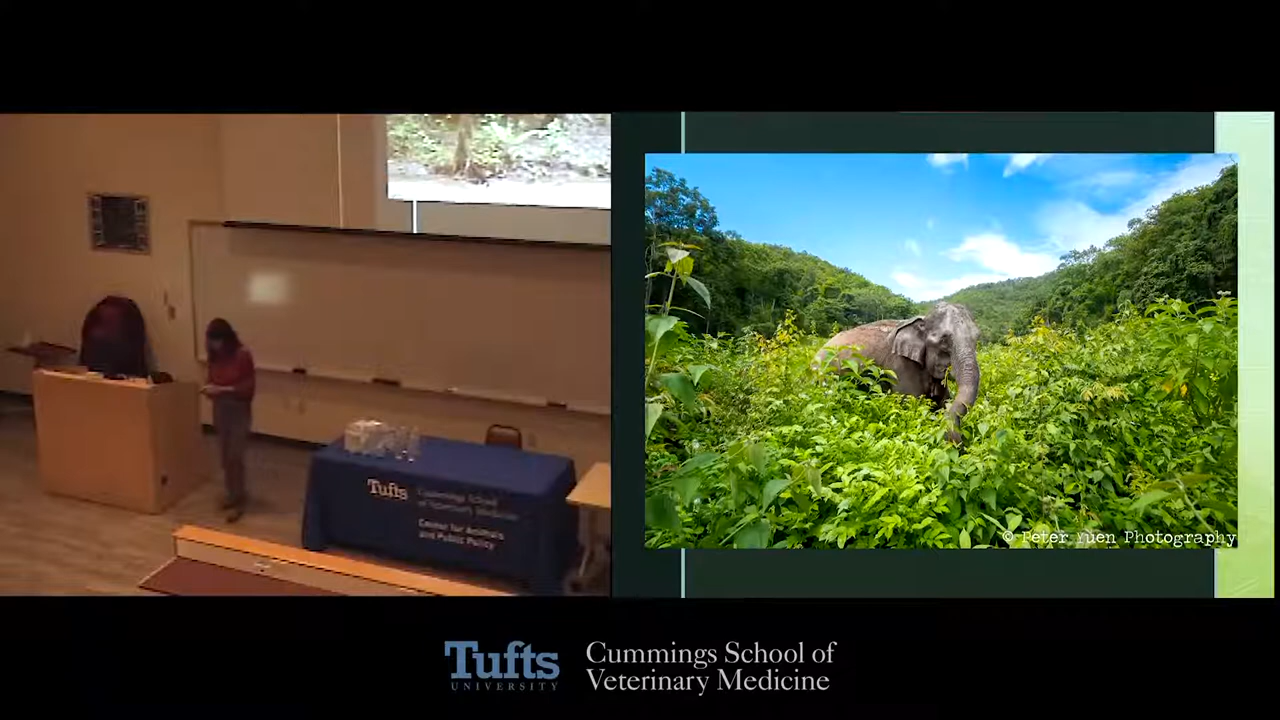 Tufts
Cummings School
of Veterinary Medicine
Center for Animals
and Public Policy
© Peter Yuen Photography
Tufts
UNIVERSITY
Cummings School of
Veterinary Medicine